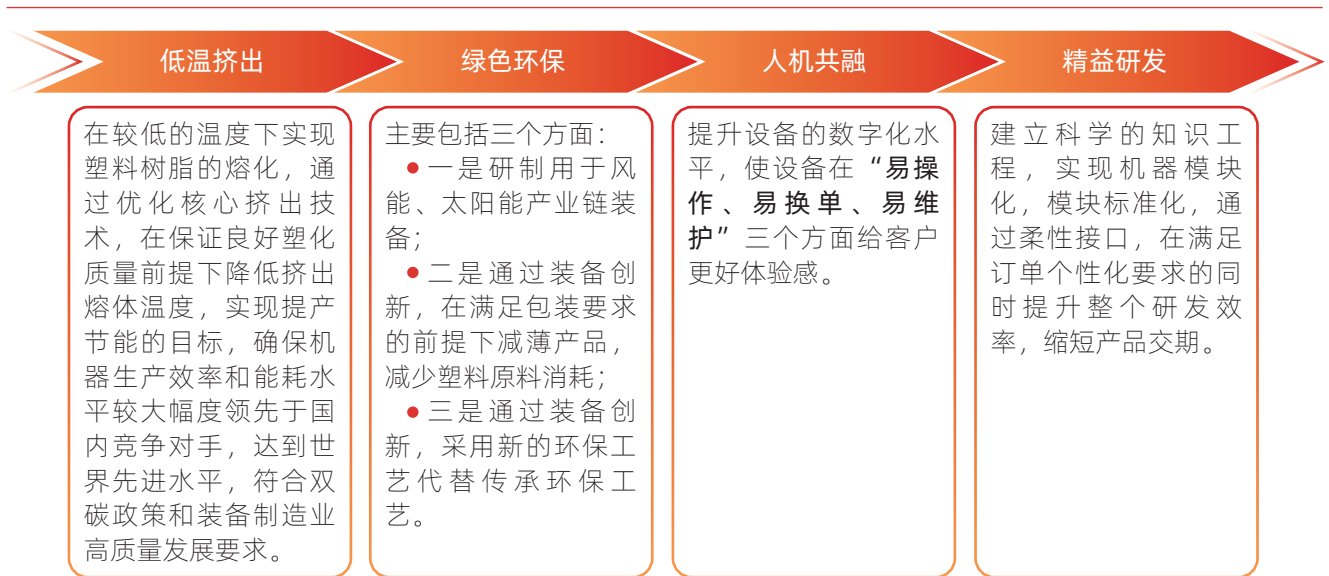 低温挤出
绿色环保
人机共融
精益研发
在较低的温度下实现
塑料树脂的熔化，通
过优化核心挤出技
术，在保证良好塑化
质量前提下降低挤出
熔体温度，实现提产
节能的目标，确保机
器生产效率和能耗水
平较大幅度领先于国
内竞争对手，达到世
界先进水平，符合双
碳政策和装备制造业
高质量发展要求。
主要包括三个方面：
●一是研制用于风
能、太阳能产业链装
备；
●二是通过装备创
新，在满足包装要求
的前提下减薄产品，
减少塑料原料消耗；
●三是通过装备创
新，采用新的环保工
艺代替传承环保工
艺。
提升设备的数字化水
平，使设备在“易操
作、易换单、易维
护”三个方面给客户
更好体验感。
建立科学的知识工
程，实现机器模块
化，模块标准化，通
过柔性接口，在满足
订单个性化要求的同
时提升整个研发效
率，缩短产品交期。